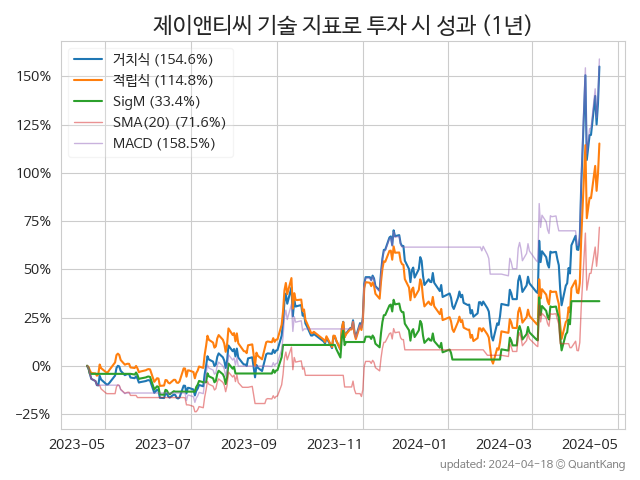 제이앤티씨 기술 지표로 투자 시 성과 (1년)
거치식 (154.6%)
적립식 (114.8%)
SigM (33.4%)
SMA(20) (71.6%)
MACD (158.5%)
150%
125%
100%
75%
50%
25%
0%
−25%
2023-05 2023-07 2023-09 2023-11 2024-01 2024-03 2024-05
updated: 2024-04-18 © QuantKang